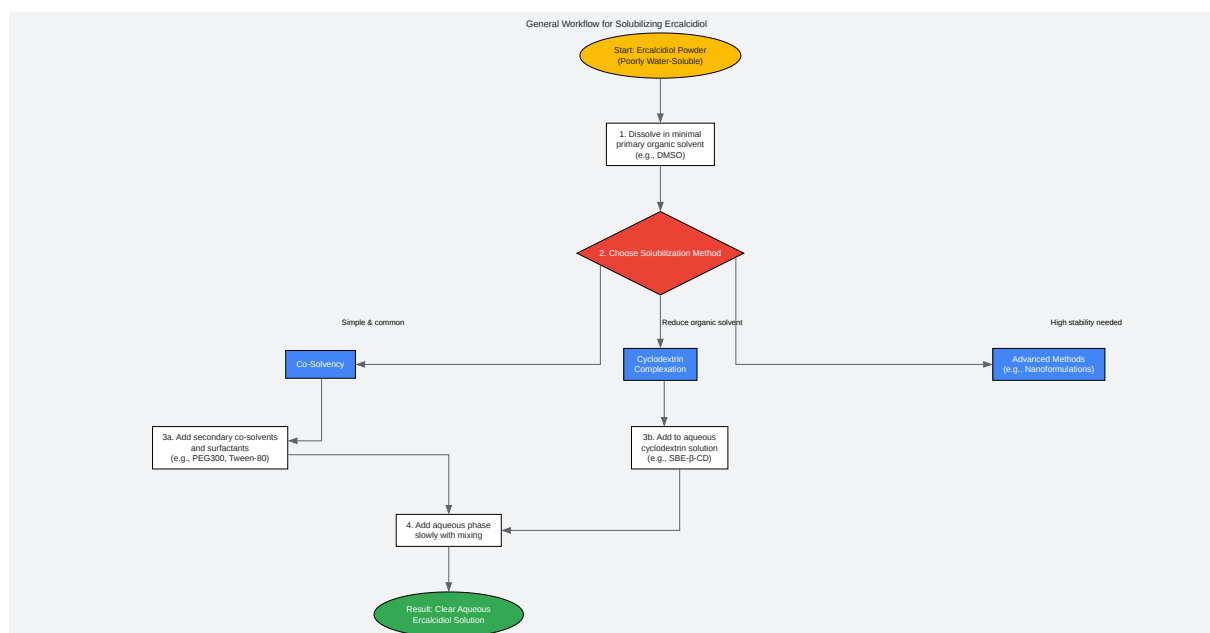 General Workflow for Solubilizing Ercalcidiol
Start: Ercalcidiol Powder
(Poorly Water-Soluble)
1. Dissolve in minimal
primary organic solvent
(e.g., DMSO)
2. Choose Solubilization Method
Simple & common
Reduce organic solvent
High stability needed
Co-Solvency
Cyclodextrin
Complexation
Advanced Methods
(e.g., Nanoformulations)
3a. Add secondary co-solvents
and surfactants
(e.g., PEG300, Tween-80)
3b. Add to aqueous
cyclodextrin solution
(e.g., SBE-β-CD)
4. Add aqueous phase
slowly with mixing
Result: Clear Aqueous
Ercalcidiol Solution